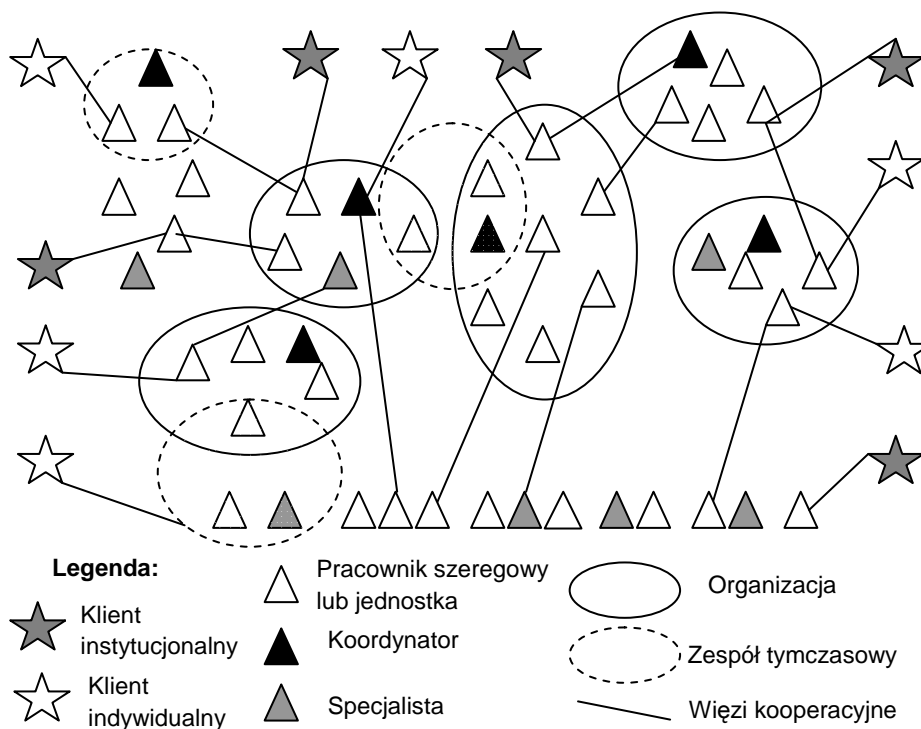 Legenda:
Klient
instytucjonalny
Klient
indywidualny
Pracownik szeregowy
lub jednostka
Koordynator
Specjalista
Organizacja
Zespół tymczasowy
Więzi kooperacyjne